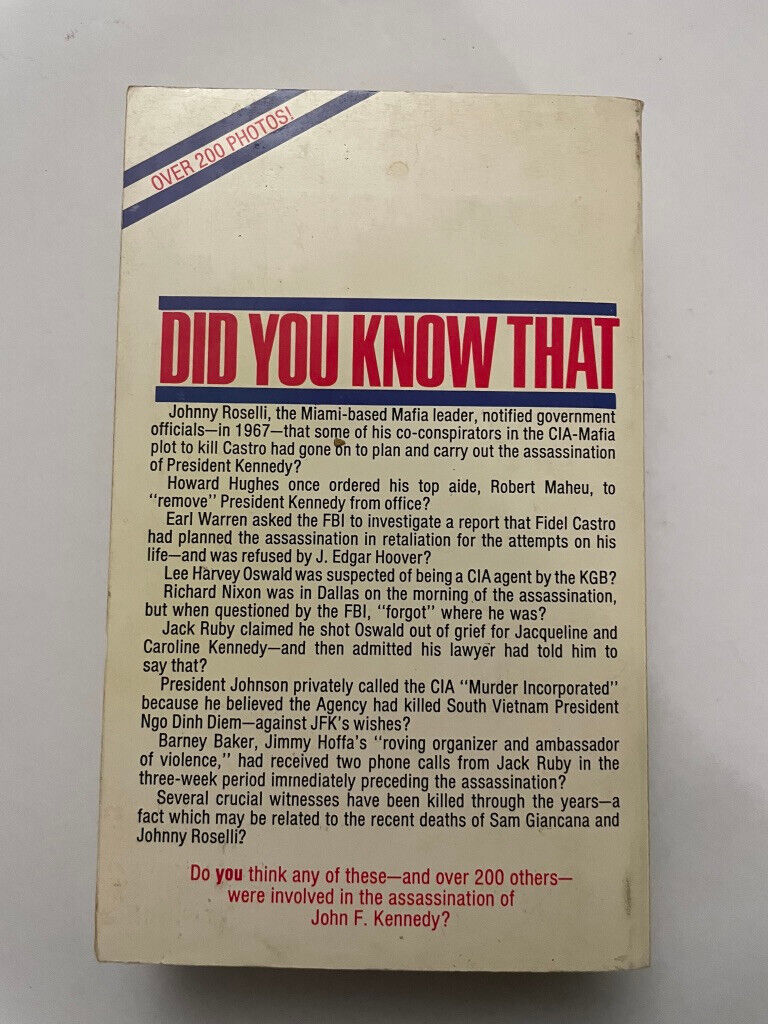 OVER 200 PHOTOS!
DID YOU KNOW THAT
Johnny Roselli, the Miami-based Mafia leader, notified government
officials—in 1967—that some of his co-conspirators in the CIA-Mafia
plot to kill Castro had gone on to plan and carry out the assassination
of President Kennedy?
Howard Hughes once ordered his top aide, Robert Maheu, to
"remove" President Kennedy from office?
Earl Warren asked the FBI to investigate a report that Fidel Castro
had planned the assassination in retaliation for the attempts on his
life—and was refused by J. Edgar Hoover?
Lee Harvey Oswald was suspected of being a CIA agent by the KGB?
Richard Nixon was in Dallas on the morning of the assassination,
but when questioned by the FBI, "forgot" where he was?
Jack Ruby claimed he shot Oswald out of grief for Jacqueline and
Caroline Kennedy—and then admitted his lawyer had told him to
say that?
President Johnson privately called the CIA "Murder Incorporated"
because he believed the Agency had killed South Vietnam President
Ngo Dinh Diem—against JFK's wishes?
Barney Baker, Jimmy Hoffa's "roving organizer and ambassador
of violence," had received two phone calls from Jack Ruby in the
three-week period immediately preceding the assassination?
Several crucial witnesses have been killed through the years—a
fact which may be related to the recent deaths of Sam Giancana and
Johnny Roselli?
Do you think any of these—and over 200 others—
were involved in the assassination of
John F. Kennedy?